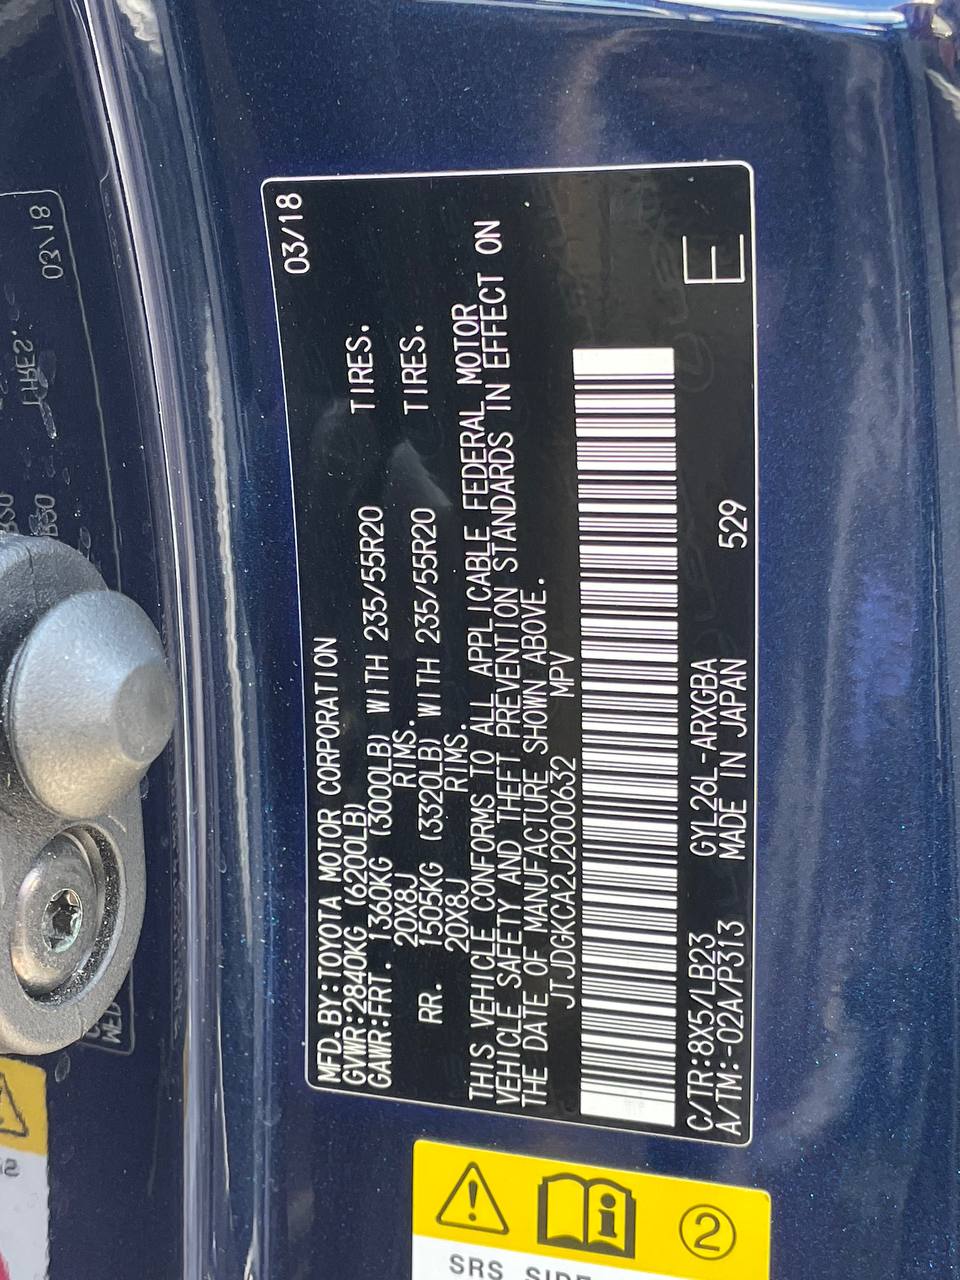 03/18
MFD.BY:TOYOTA MOTOR CORPORATION
GVWR:2840KG (6200LB)
GAWR:FRT. 1360KG (3000LB) WITH 235/55R20 TIRES.
20X8J RIMS.
RR. 1505KG (3320LB) WITH 235/55R20 TIRES.
20X8J RIMS.
THIS VEHICLE CONFORMS TO ALL APPLICABLE FEDERAL MOTOR
VEHICLE SAFETY AND THEFT PREVENTION STANDARDS IN EFFECT ON
THE DATE OF MANUFACTURE SHOWN ABOVE.
JTJDGKCA2J2000632 MPV
C/TR:8X5/LB23 GYL26L-ARXGBA
A/TM:-02A/P313 MADE IN JAPAN 529
E
2
SRS SIDE